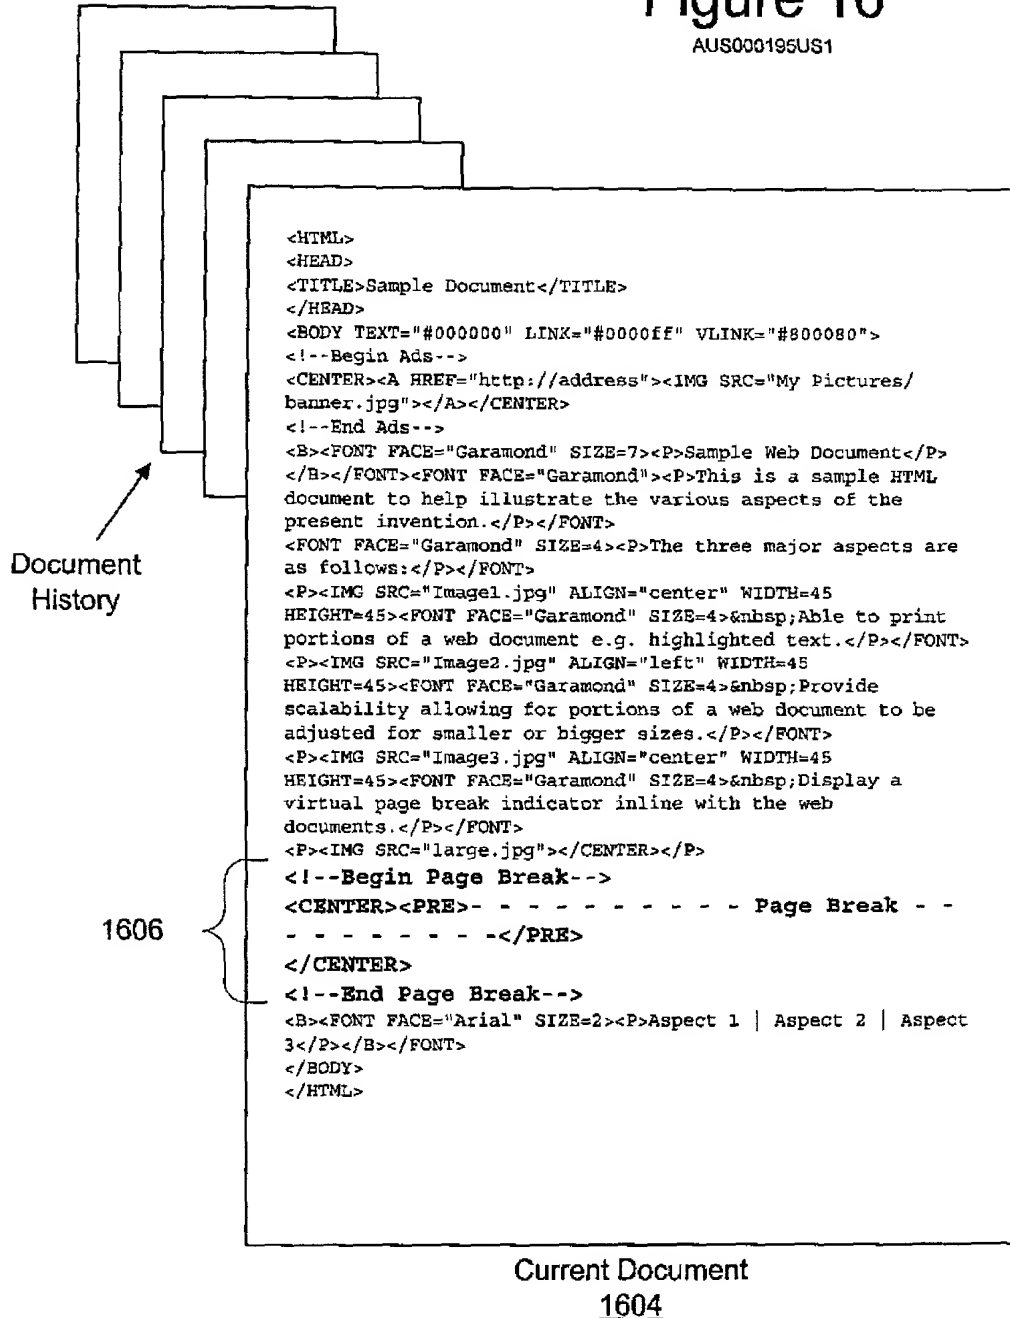 Figure 16
AUS000195US1
<HTML>
<HEAD>
<TITLE>Sample Document</TITLE>
</HEAD>
<BODY TEXT="#000000" LINK="#0000ff" VLINK="#800080">
<!--Begin Ads-->
<CENTER><A HREF="http://address"><IMG SRC="My Pictures/
banner.jpg"></A></CENTER>
<!--End Ads-->
<B><FONT FACE="Garamond" SIZE=7><P>Sample Web Document</P>
</B></FONT><FONT FACE="Garamond"><P>This is a sample HTML
document to help illustrate the various aspects of the
present invention.</P></FONT>
<FONT FACE="Garamond" SIZE=4><P>The three major aspects are
as follows:</P></FONT>
<P><IMG SRC="Image1.jpg" ALIGN="center" WIDTH=45
HEIGHT=45><FONT FACE="Garamond" SIZE=4>&nbsp;Able to print
portions of a web document e.g. highlighted text.</P></FONT>
<P><IMG SRC="Image2.jpg" ALIGN="left" WIDTH=45
HEIGHT=45><FONT FACE="Garamond" SIZE=4>&nbsp;Provide
scalability allowing for portions of a web document to be
adjusted for smaller or bigger sizes.</P></FONT>
<P><IMG SRC="Image3.jpg" ALIGN="center" WIDTH=45
HEIGHT=45><FONT FACE="Garamond" SIZE=4>&nbsp;Display a
virtual page break indicator inline with the web
documents.</P></FONT>
<P><IMG SRC="large.jpg"></CENTER></P>
<!--Begin Page Break-->
<CENTER><PRE>- - - - - - - - - - - Page Break - -
- - - - - - - -</PRE>
</CENTER>
<!--End Page Break-->
<B><FONT FACE="Arial" SIZE=2><P>Aspect 1 | Aspect 2 | Aspect
3</P></B></FONT>
</BODY>
</HTML>
Document
History
1606
Current Document
1604